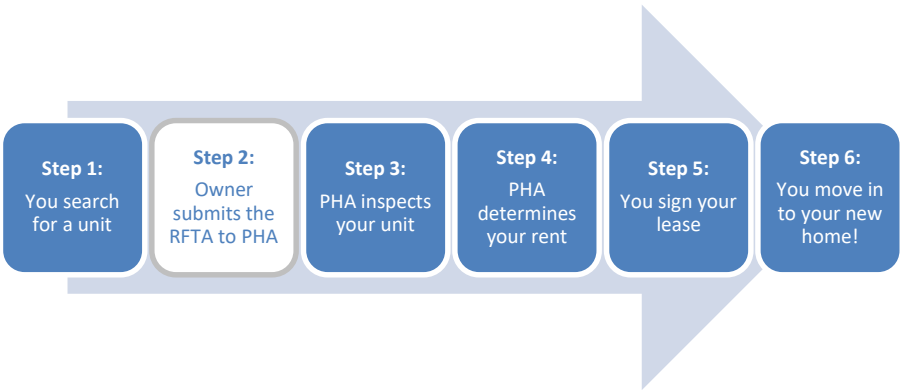 Step 1:
You search
for a unit
Step 2:
Owner
submits the
RFTA to PHA
Step 3:
PHA inspects
your unit
Step 4:
PHA
determines
your rent
Step 5:
You sign your
lease
Step 6:
You move in
to your new
home!